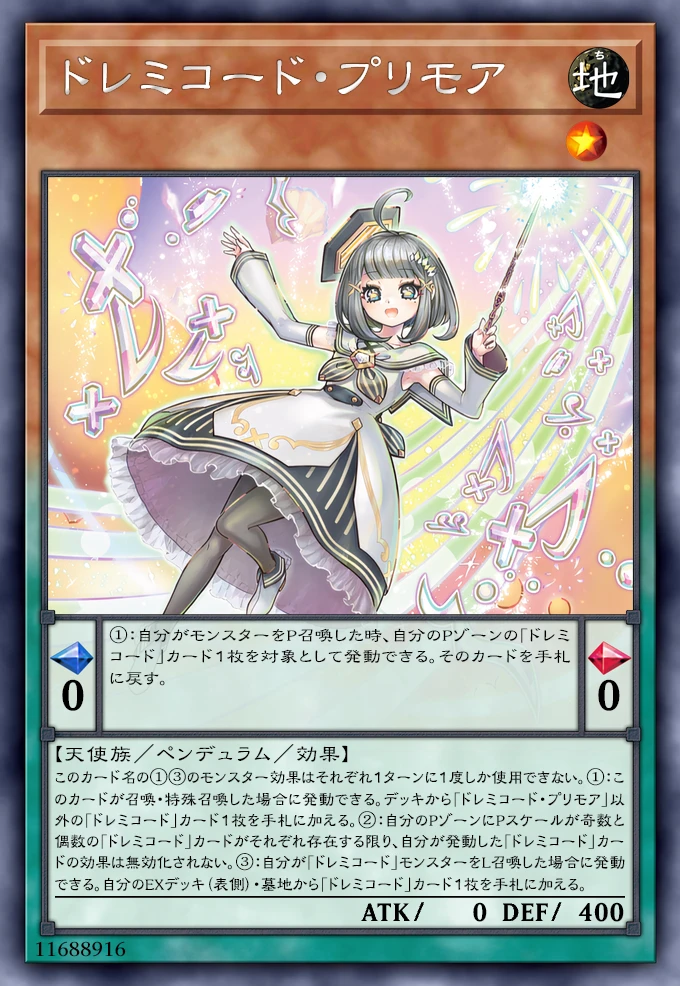 ドレミコード・プリモア
ち
地
①：自分がモンスターをP召喚した時、自分のPゾーンの「ドレミ
コード」カード1枚を対象として発動できる。そのカードを手札
に戻す。
0
0
【天使族／ペンデュラム／効果】
このカード名の①③のモンスター効果はそれぞれ1ターンに1度しか使用できない。①：こ
のカードが召喚・特殊召喚した場合に発動できる。デッキから「ドレミコード・プリモア」以
外の「ドレミコード」カード1枚を手札に加える。②：自分のPゾーンにPスケールが奇数と
偶数の「ドレミコード」カードがそれぞれ存在する限り、自分が発動した「ドレミコード」カー
ドの効果は無効化されない。③：自分が「ドレミコード」モンスターをL召喚した場合に発動
できる。自分のEXデッキ（表側）・墓地から「ドレミコード」カード1枚を手札に加える。
ATK/ 0 DEF/ 400
11688916